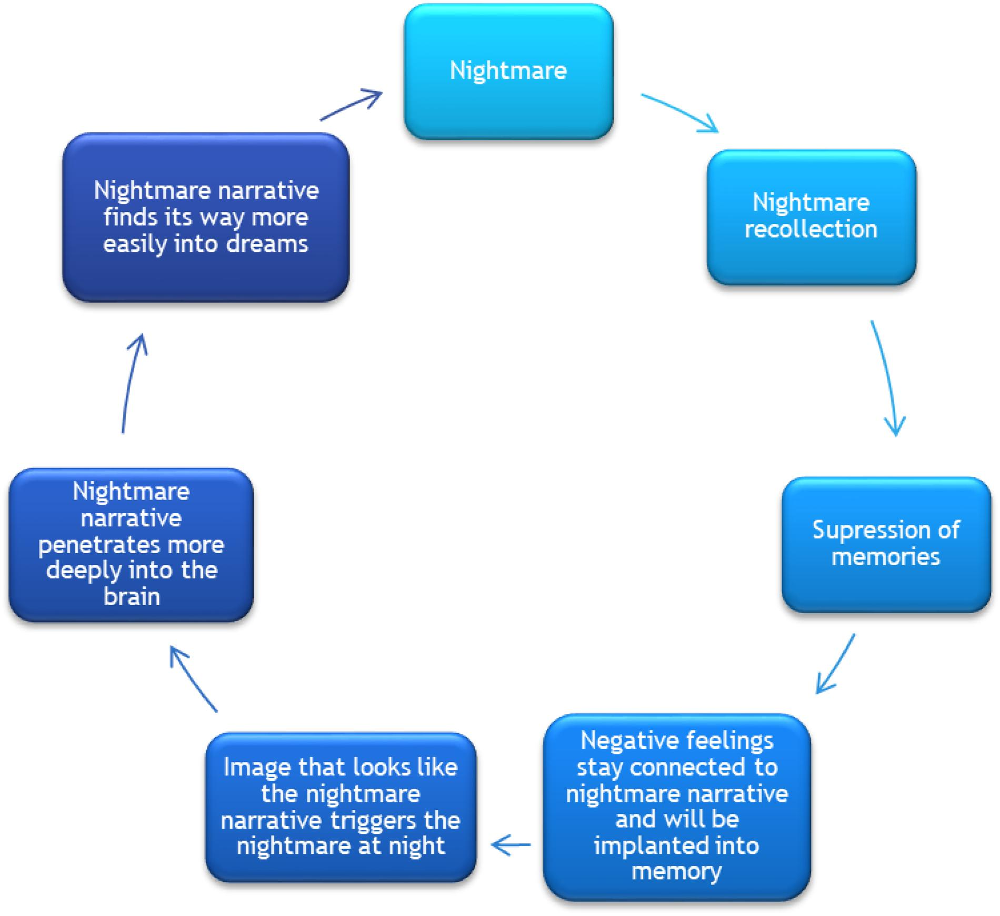 Nightmare
Nightmare
recollection
Supression of
memories
Negative feelings
stay connected to
nightmare narrative
and will be
implanted into
memory
Image that looks like
the nightmare
narrative triggers the
nightmare at night
Nightmare
narrative
penetrates more
deeply into the
brain
Nightmare narrative
finds its way more
easily into dreams